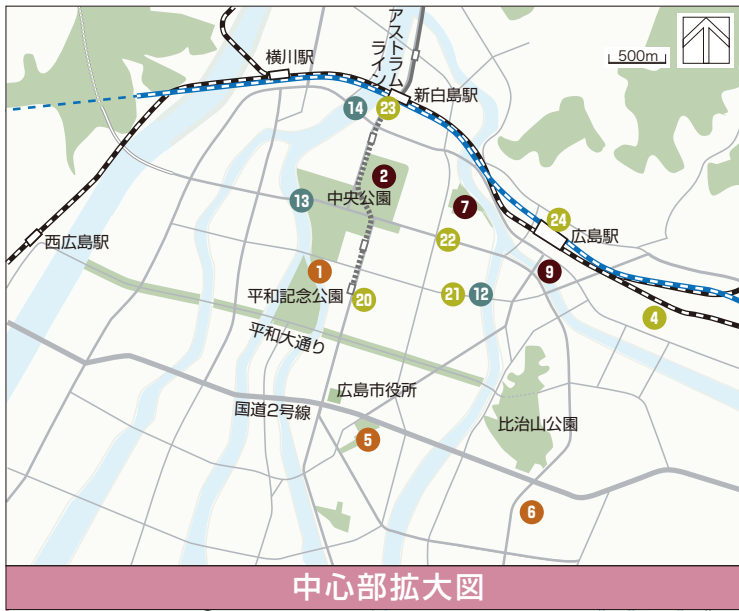 横川駅
アストラム
ライン
新白島駅
500m
14
23
2
中央公園
13
7
22
24
広島駅
西広島駅
1
9
平和記念公園
20
21
12
4
平和大通り
広島市役所
国道2号線
5
比治山公園
6
中心部拡大図